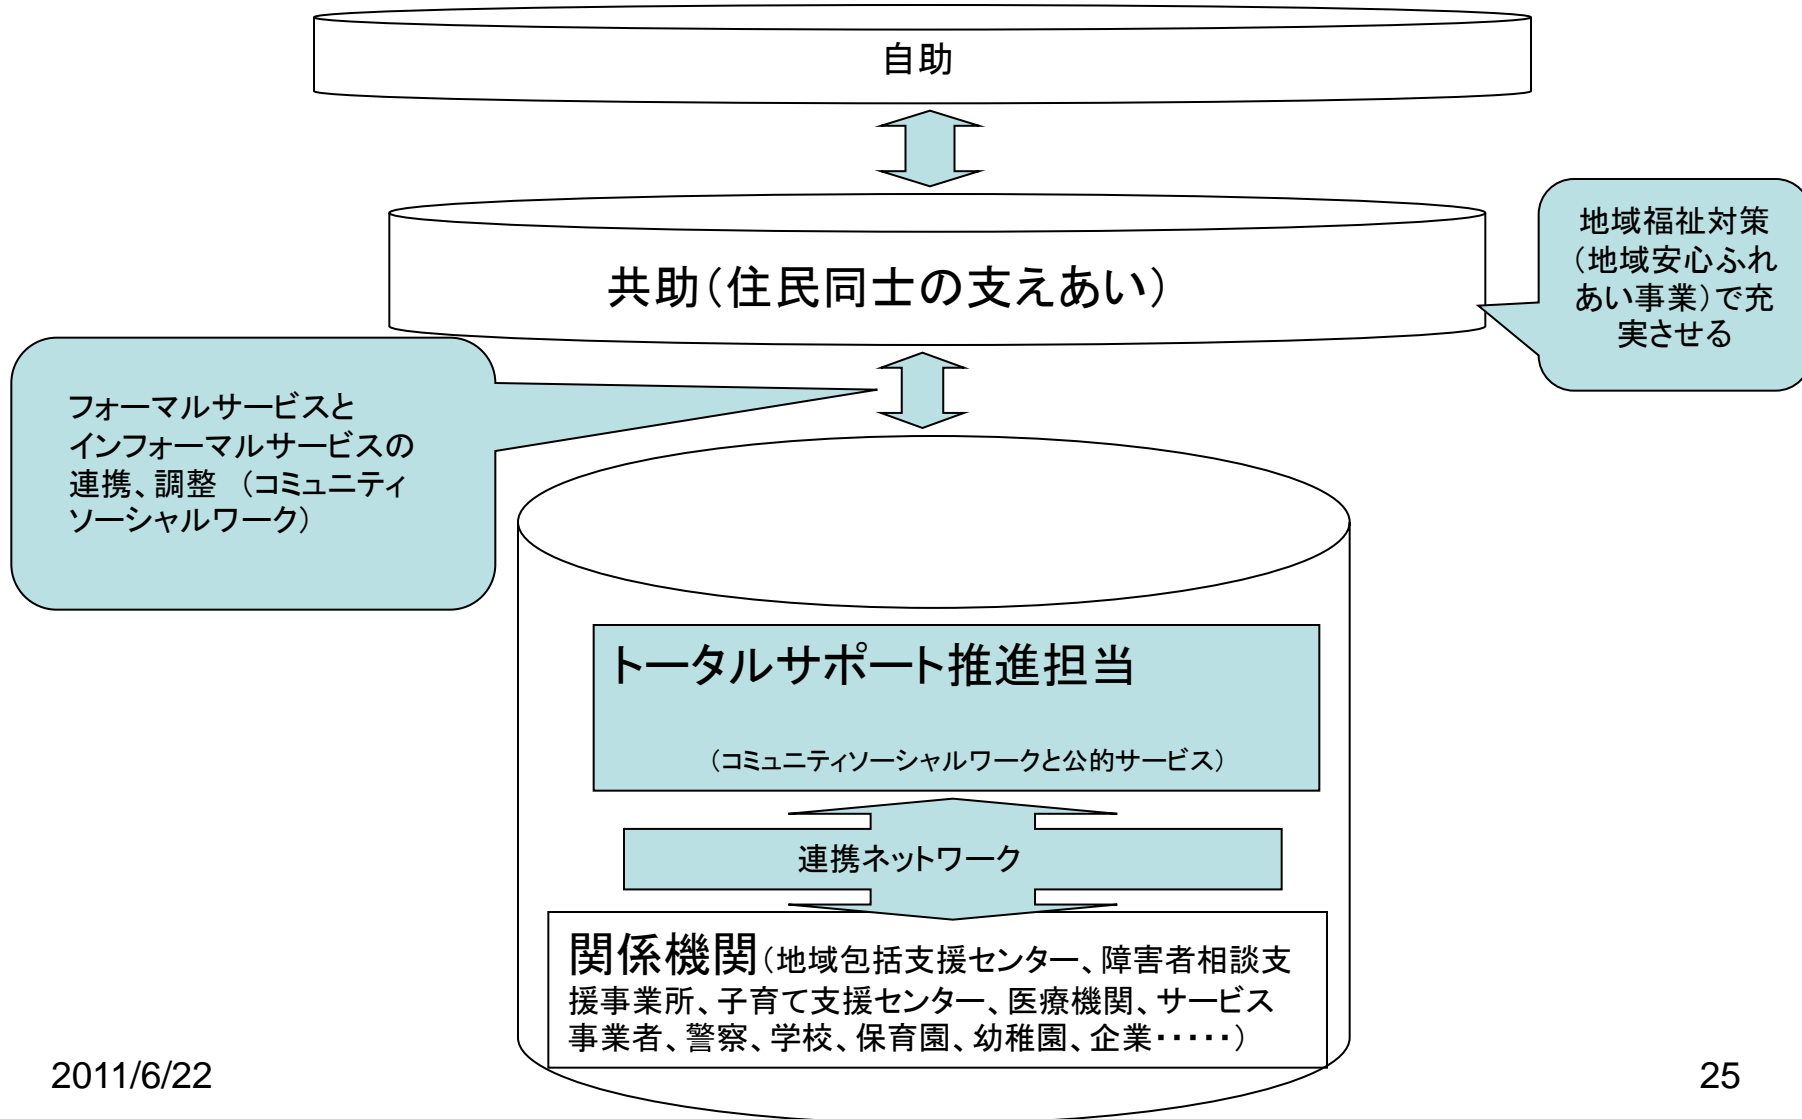 自助
共助（住民同士の支えあい）
地域福祉対策
（地域安心ふれ
あい事業）で充
実させる
フォーマルサービスと
インフォーマルサービスの
連携、調整　（コミュニティ
ソーシャルワーク）
トータルサポート推進担当
（コミュニティソーシャルワークと公的サービス）
連携ネットワーク
関係機関（地域包括支援センター、障害者相談支
援事業所、子育て支援センター、医療機関、サービス
事業者、警察、学校、保育園、幼稚園、企業・・・・・）
2011/6/22
25